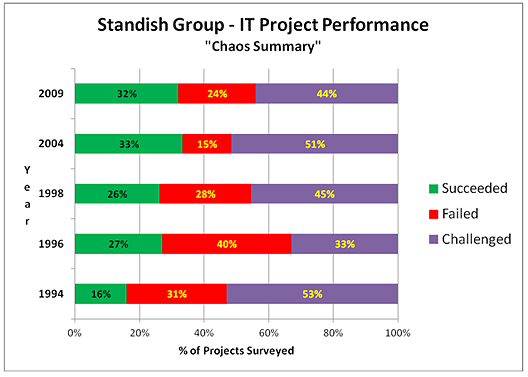 Standish Group - IT Project Performance
"Chaos Summary"
2009 32% 24% 44%
2004 33% 15% 51%
1998 26% 28% 45%
1996 27% 40% 33%
1994 16% 31% 53%
Year
0% 20% 40% 60% 80% 100%
% of Projects Surveyed
Succeeded
Failed
Challenged